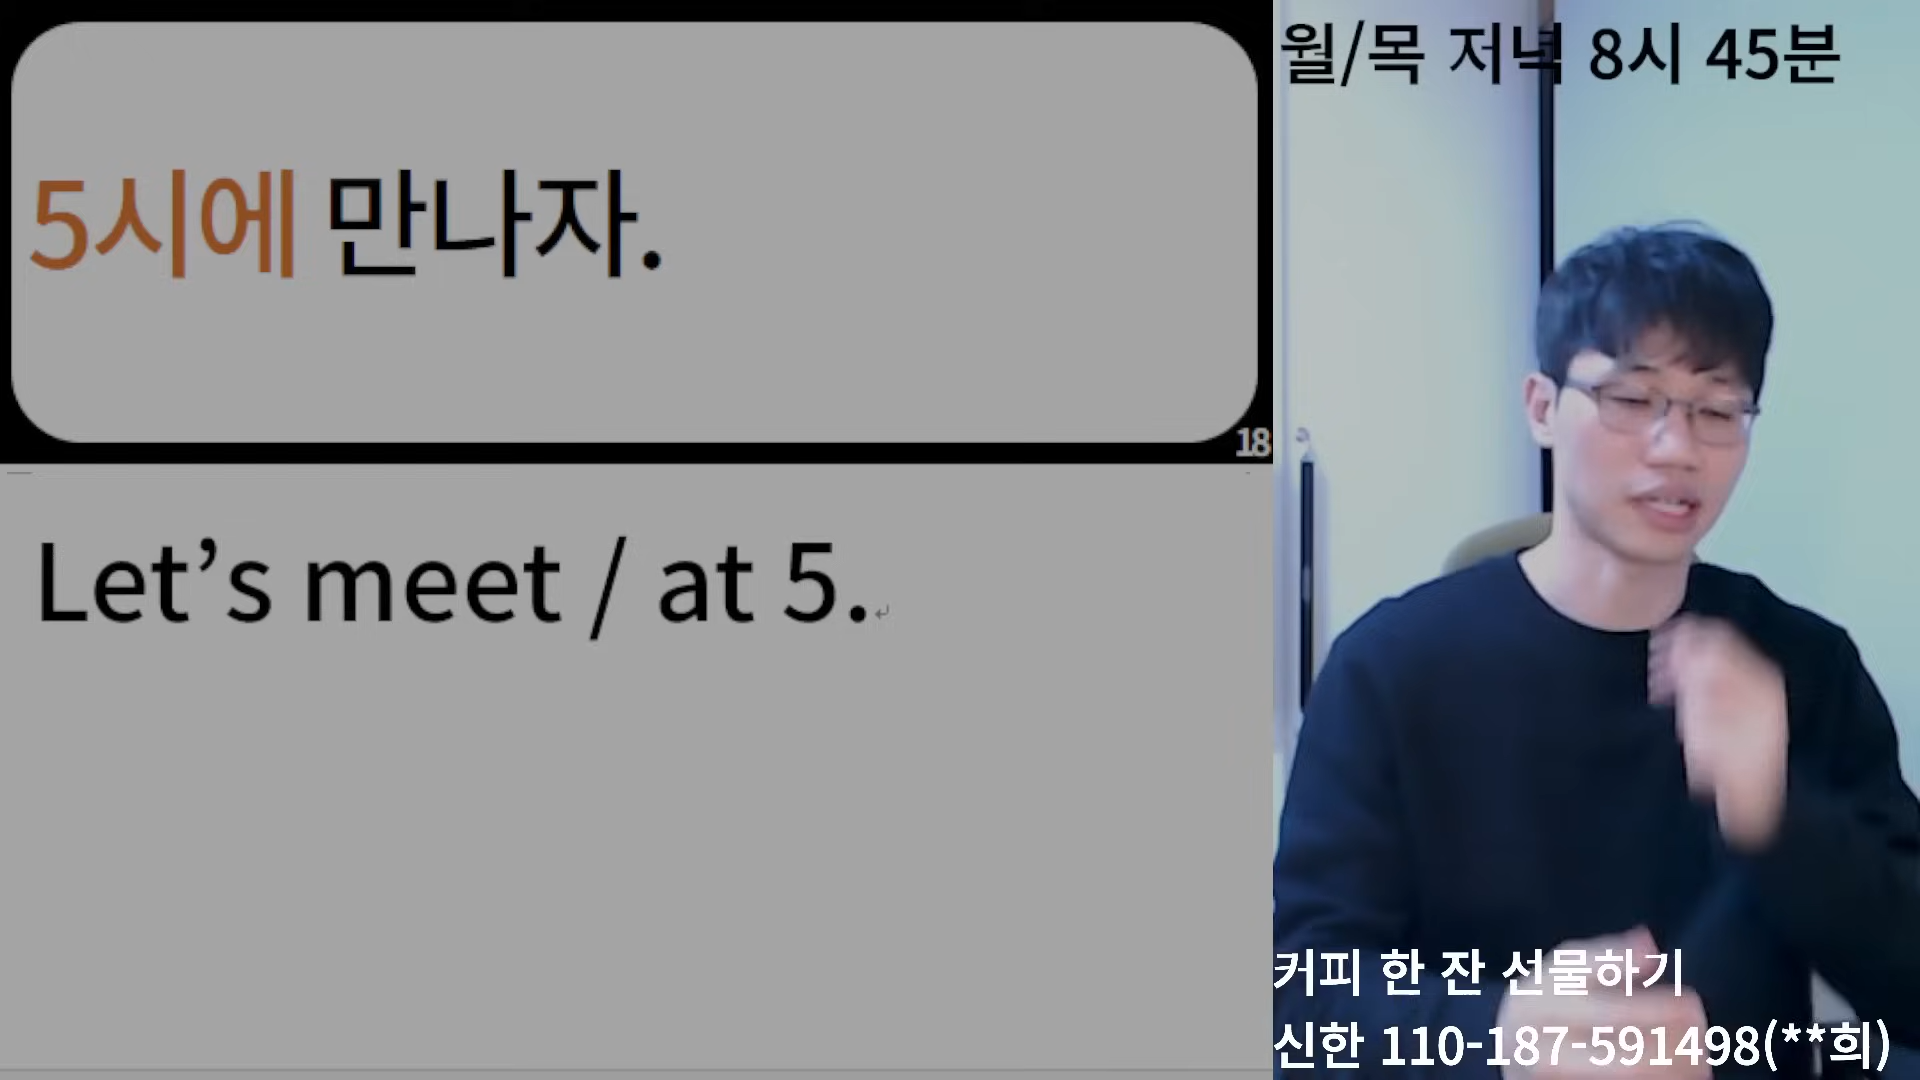 5시에 만나자.
18
Let’s meet / at 5.
월/목 저녁 8시 45분
커피 한 잔 선물하기
신한 110-187-591498(**희)